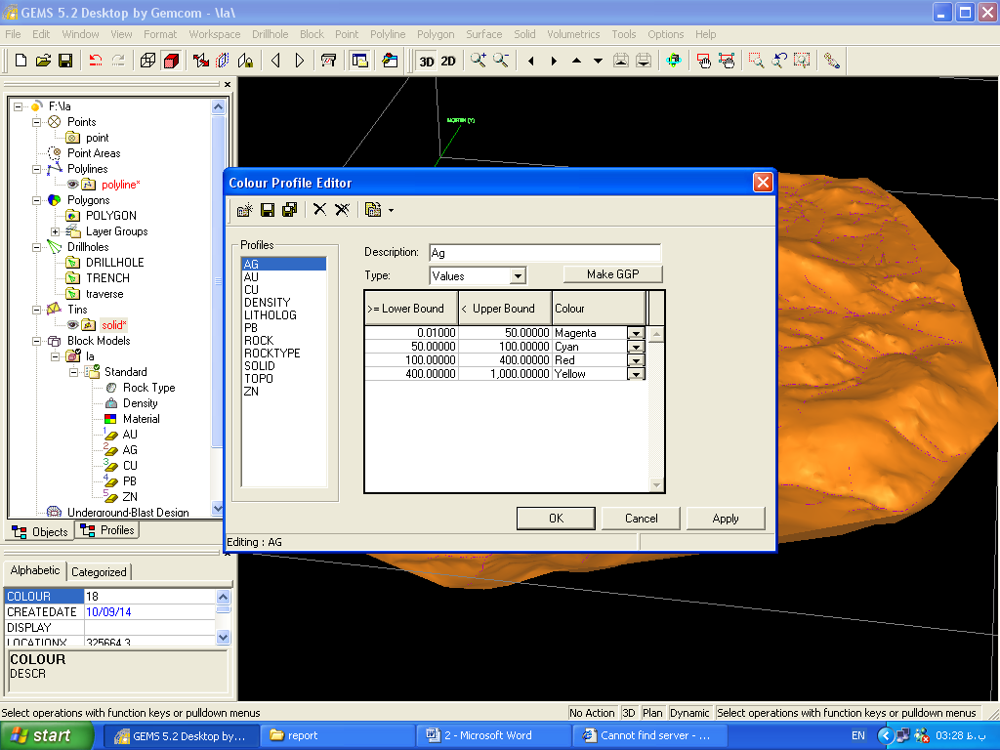 GEMS 5.2 Desktop by Gemcom - \la\
File Edit Window View Format Workspace Drillhole Block Point Polyline Polygon Surface Solid Volumetrics Tools Options Help
3D 2D
F:\la
Points
point
Point Areas
Polylines
polyline*
Polygons
POLYGON
Layer Groups
Drillholes
DRILLHOLE
TRENCH
traverse
Tins
solid*
Block Models
la
Standard
Rock Type
Density
Material
1 AU
2 AG
3 CU
4 PB
5 ZN
Underground-Blast Design
Objects Profiles
Alphabetic Categorized
COLOUR 18
CREATEDATE 10/09/14
DISPLAY
LOCATIONX 325664.3
COLOUR
DESCR
Colour Profile Editor
Profiles
AG
AU
CU
DENSITY
LITHOLOG
PB
ROCK
ROCKTYPE
SOLID
TOPO
ZN
Description: Ag
Type: Values Make GGP
>= Lower Bound < Upper Bound Colour
0.01000 50.00000 Magenta
50.00000 100.00000 Cyan
100.00000 400.00000 Red
400.00000 1,000.00000 Yellow
OK Cancel Apply
Editing : AG
Select operations with function keys or pulldown menus No Action 3D Plan Dynamic Select operations with function keys or pulldown menus
start GEMS 5.2 Desktop by... report 2 - Microsoft Word Cannot find server - ... EN 03:28 ب.ظ